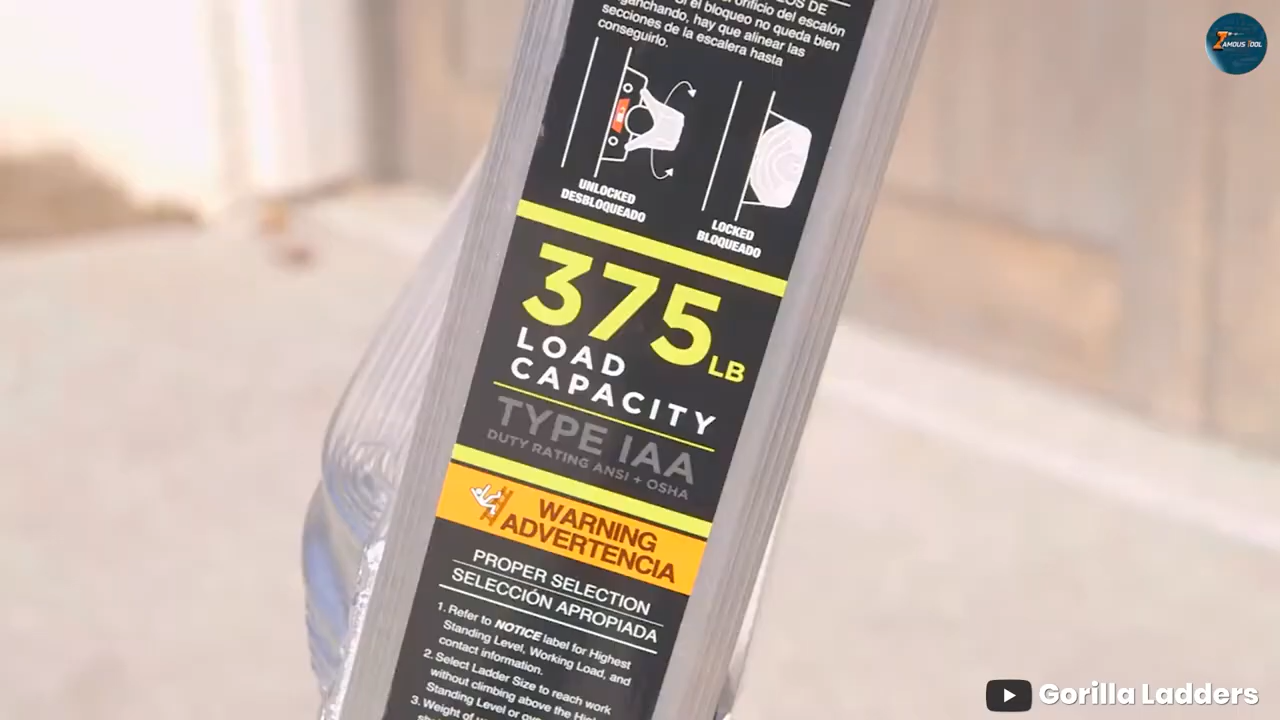 orificio del escalón
el bloqueo no queda bien
hay que alinear las
secciones de la escalera hasta
conseguirlo.
UNLOCKED
DESBLOQUEADO
LOCKED
BLOQUEADO
375 LB
LOAD
CAPACITY
TYPE IAA
DUTY RATING ANSI + OSHA
WARNING
ADVERTENCIA
PROPER SELECTION
SELECCIÓN APROPIADA
1. Refer to NOTICE label for Highest
Standing Level, Working Load, and
contact information.
2. Select Ladder Size to reach work
without climbing above the
Standing Level or
3. Weight of
FAMOUS TOOL
Gorilla Ladders